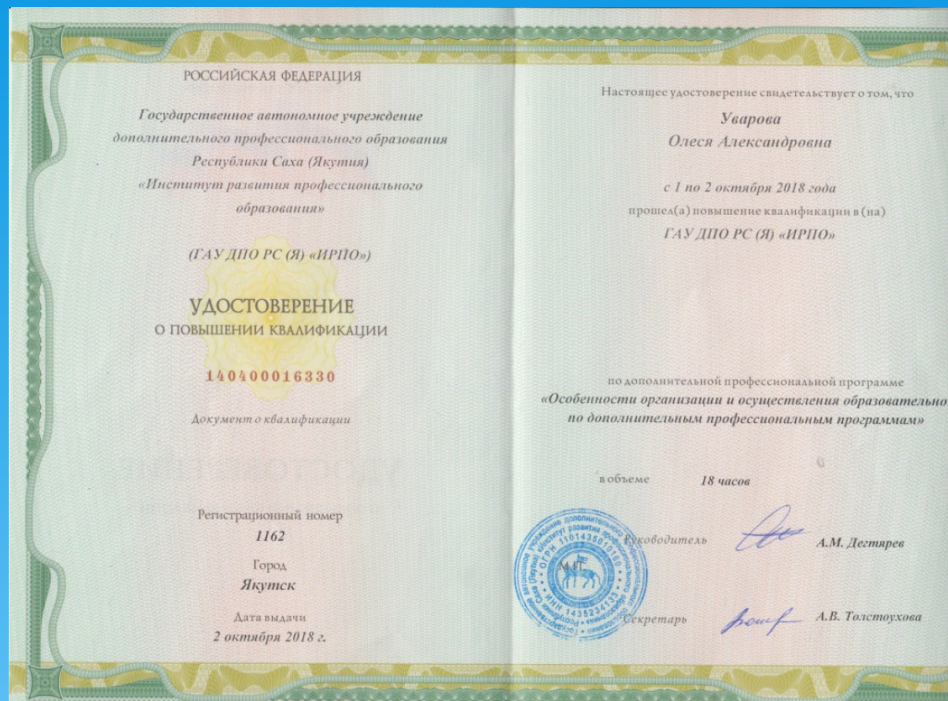 РОССИЙСКАЯ ФЕДЕРАЦИЯ
Государственное автономное учреждение
дополнительного профессионального образования
Республики Саха (Якутия)
«Институт развития профессионального
образования»
(ГАУ ДПО РС (Я) «ИРПО»)
УДОСТОВЕРЕНИЕ
О ПОВЫШЕНИИ КВАЛИФИКАЦИИ
140400016330
Документ о квалификации
Регистрационный номер
1162
Город
Якутск
Дата выдачи
2 октября 2018 г.
Настоящее удостоверение свидетельствует о том, что
Уварова
Олеся Александровна
с 1 по 2 октября 2018 года
прошел(а) повышение квалификации в (на)
ГАУ ДПО РС (Я) «ИРПО»
по дополнительной профессиональной программе
«Особенности организации и осуществления образовательно
по дополнительным профессиональным программам»
в объеме 18 часов
Руководитель А.М. Дегтярев
М.П.
Секретарь А.В. Толстоухова